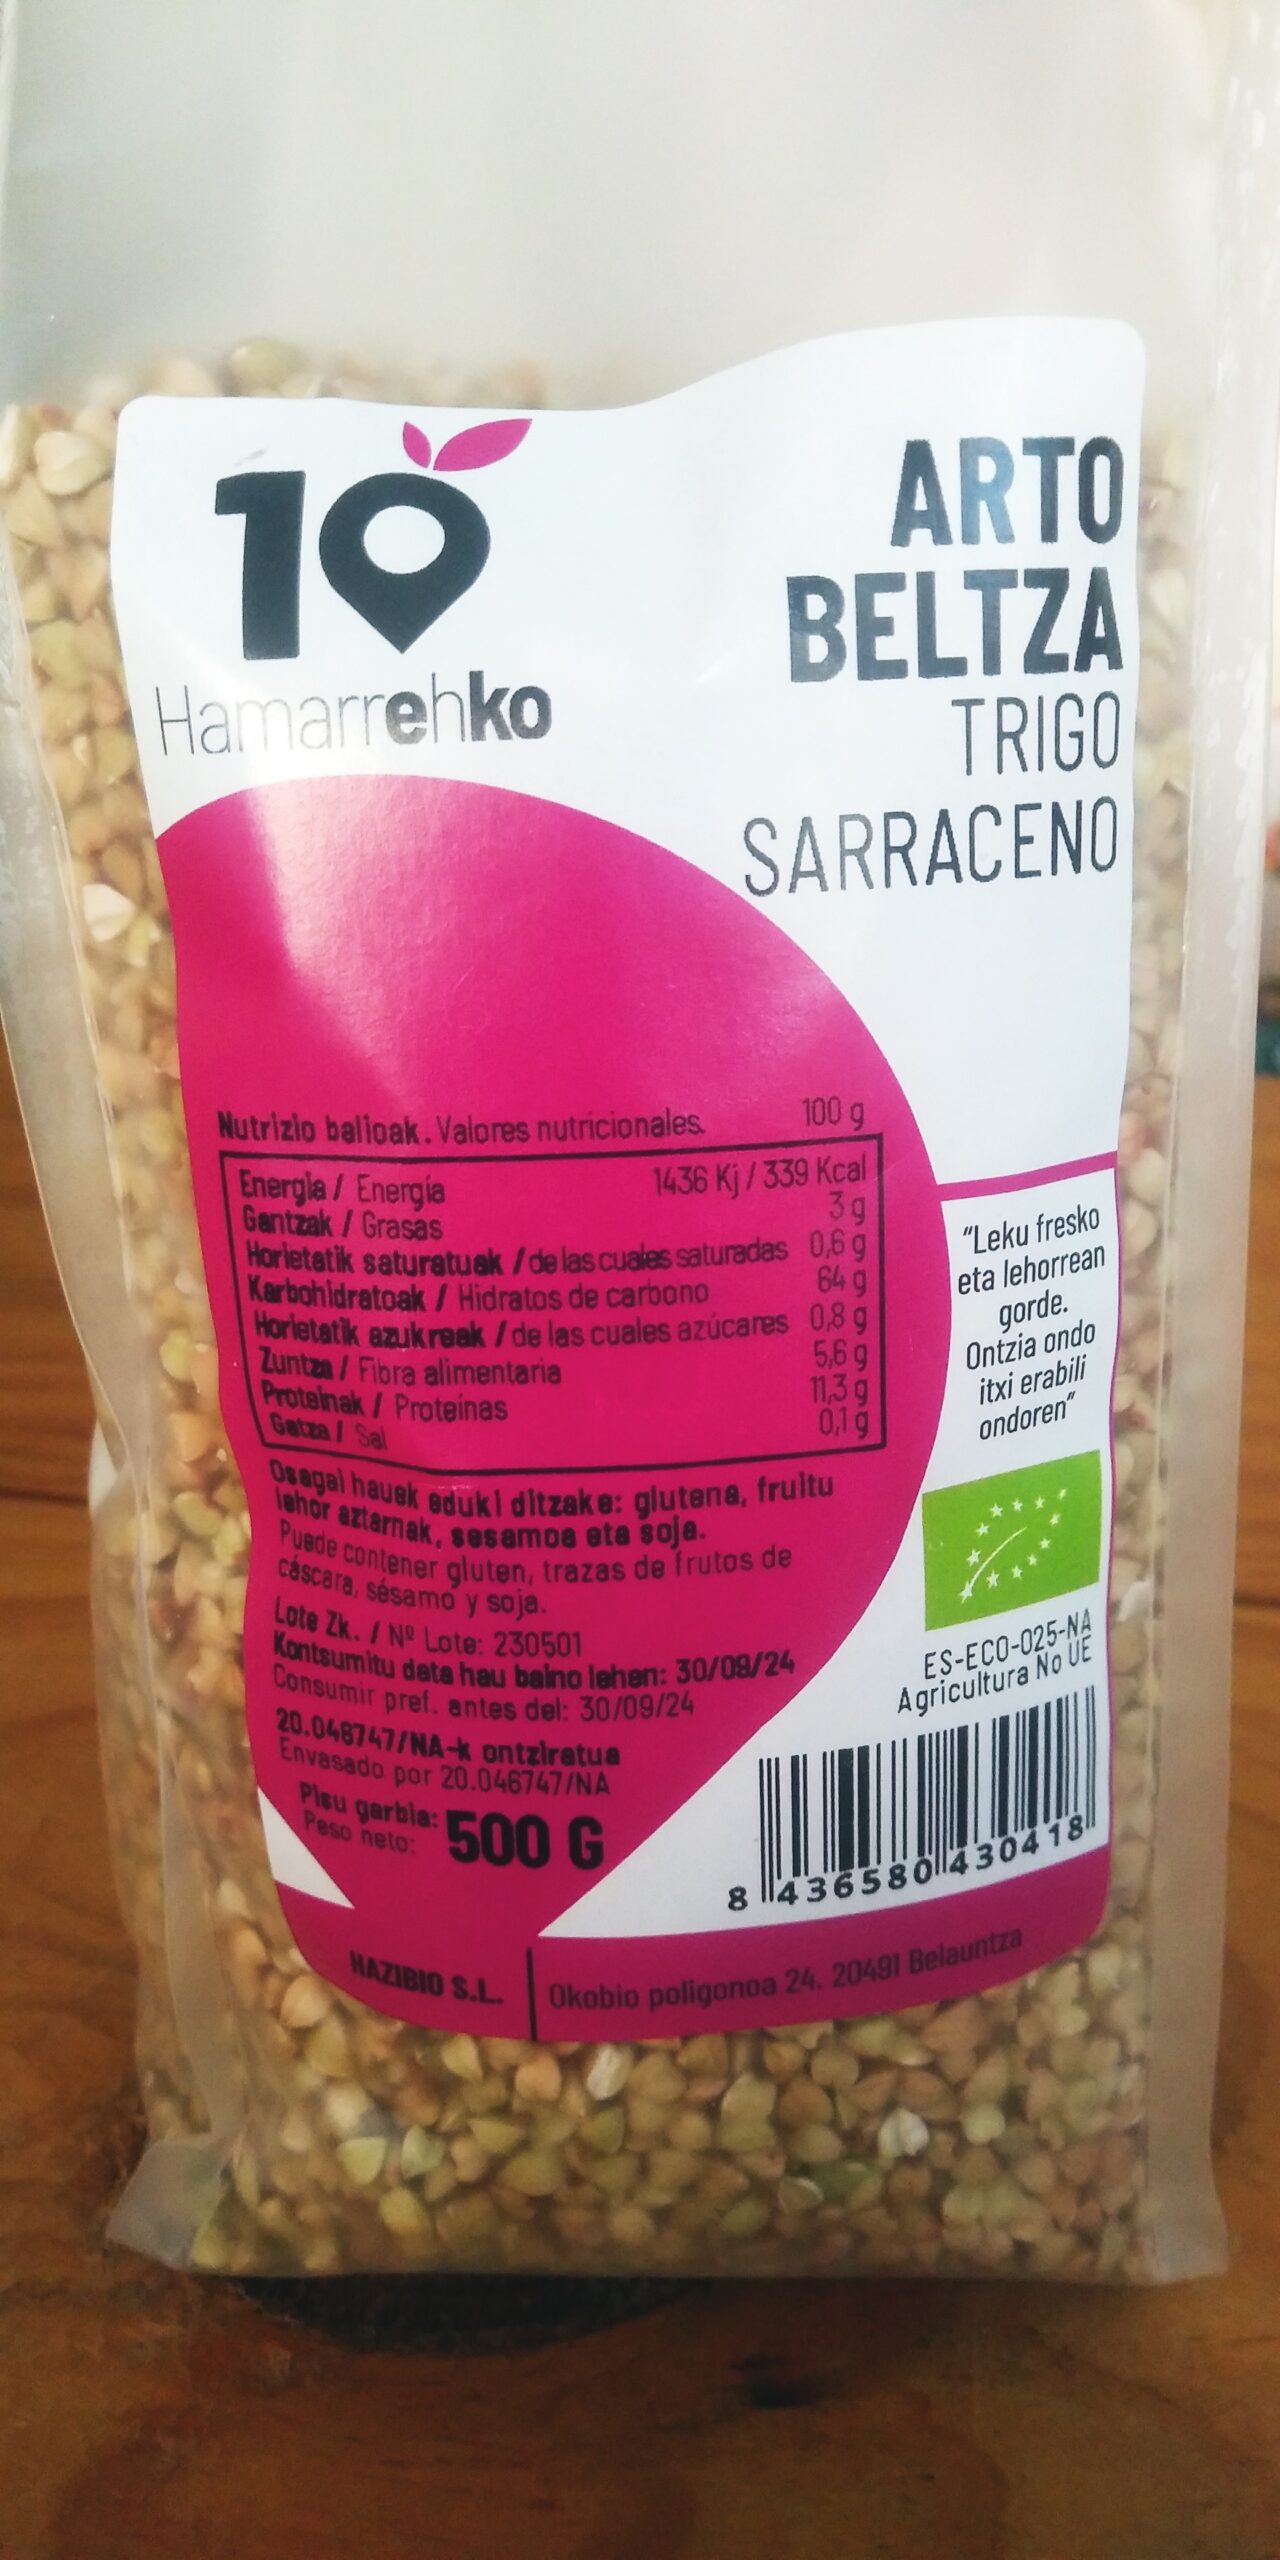 10
Hamarrehko
ARTO
BELTZA
TRIGO
SARRACENO
Nutrizio balioak. Valores nutricionales. 100 g
Energia / Energía 1436 Kj / 339 Kcal
Gantzak / Grasas 3 g
Horietatik saturatuak / de las cuales saturadas 0,6 g
Karbohidratoak / Hidratos de carbono 64 g
Horietatik azukreak / de las cuales azúcares 0,8 g
Zuntza / Fibra alimentaria 5,6 g
Proteinak / Proteínas 11,3 g
Gatza / Sal 0,1 g
Osagai hauek eduki ditzake: glutena, fruitu
lehor aztarnak, sesamoa eta soja.
Puede contener gluten, trazas de frutos de
cáscara, sésamo y soja.
Lote Zk. / Nº Lote: 230501
Kontsumitu data hau baino lehen: 30/09/24
Consumir pref. antes del: 30/09/24
20.046747/NA-k ontziratua
Envasado por 20.046747/NA
Pisu garbia:
Peso neto:
500 G
"Leku fresko
eta lehorrean
gorde.
Ontzia ondo
itxi erabili
ondoren"
ES-ECO-025-NA
Agricultura No UE
8 436580 430418
NAZIBIO S.L. Okobio poligonoa 24. 20491 Belauntza